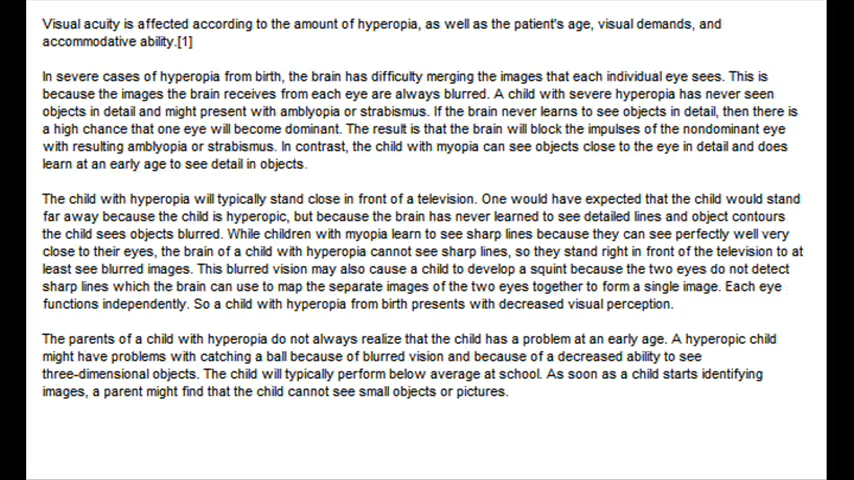 Visual acuity is affected according to the amount of hyperopia, as well as the patient's age, visual demands, and
accommodative ability.[1]
In severe cases of hyperopia from birth, the brain has difficulty merging the images that each individual eye sees. This is
because the images the brain receives from each eye are always blurred. A child with severe hyperopia has never seen
objects in detail and might present with amblyopia or strabismus. If the brain never learns to see objects in detail, then there is
a high chance that one eye will become dominant. The result is that the brain will block the impulses of the nondominant eye
with resulting amblyopia or strabismus. In contrast, the child with myopia can see objects close to the eye in detail and does
learn at an early age to see detail in objects.
The child with hyperopia will typically stand close in front of a television. One would have expected that the child would stand
far away because the child is hyperopic, but because the brain has never learned to see detailed lines and object contours
the child sees objects blurred. While children with myopia learn to see sharp lines because they can see perfectly well very
close to their eyes, the brain of a child with hyperopia cannot see sharp lines, so they stand right in front of the television to at
least see blurred images. This blurred vision may also cause a child to develop a squint because the two eyes do not detect
sharp lines which the brain can use to map the separate images of the two eyes together to form a single image. Each eye
functions independently. So a child with hyperopia from birth presents with decreased visual perception.
The parents of a child with hyperopia do not always realize that the child has a problem at an early age. A hyperopic child
might have problems with catching a ball because of blurred vision and because of a decreased ability to see
three-dimensional objects. The child will typically perform below average at school. As soon as a child starts identifying
images, a parent might find that the child cannot see small objects or pictures.